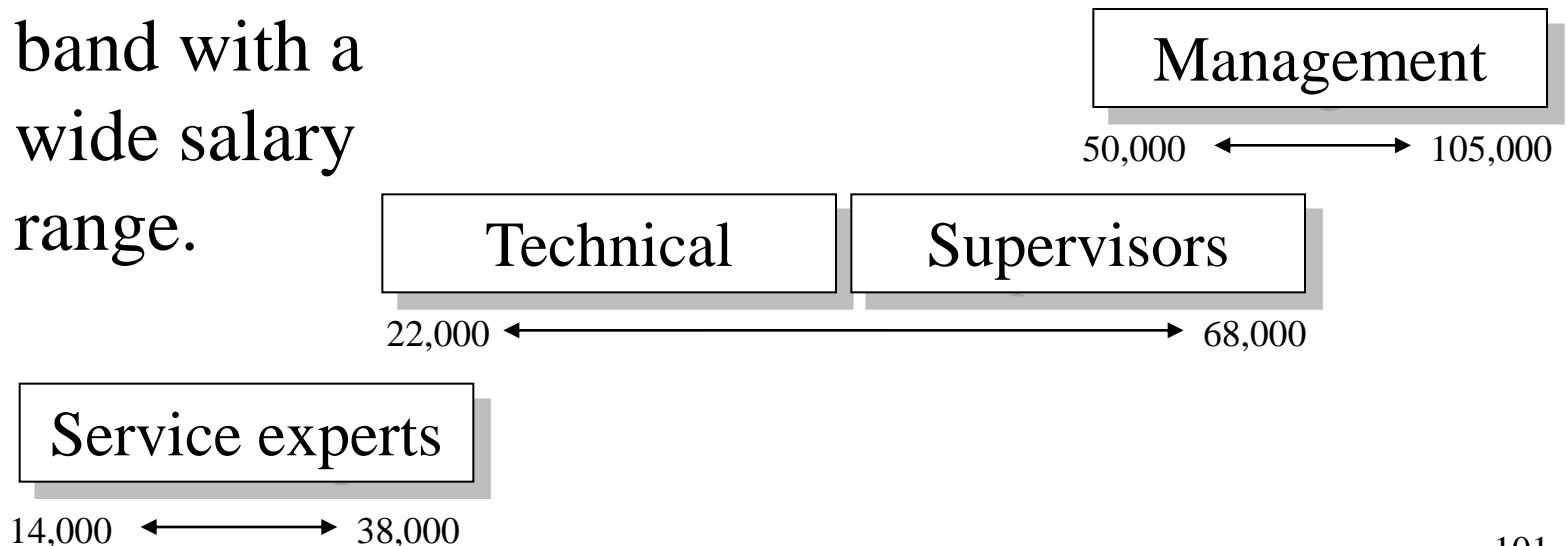 band with a
wide salary
range.
Management
50,000 105,000
Technical Supervisors
22,000 68,000
Service experts
14,000 38,000
101